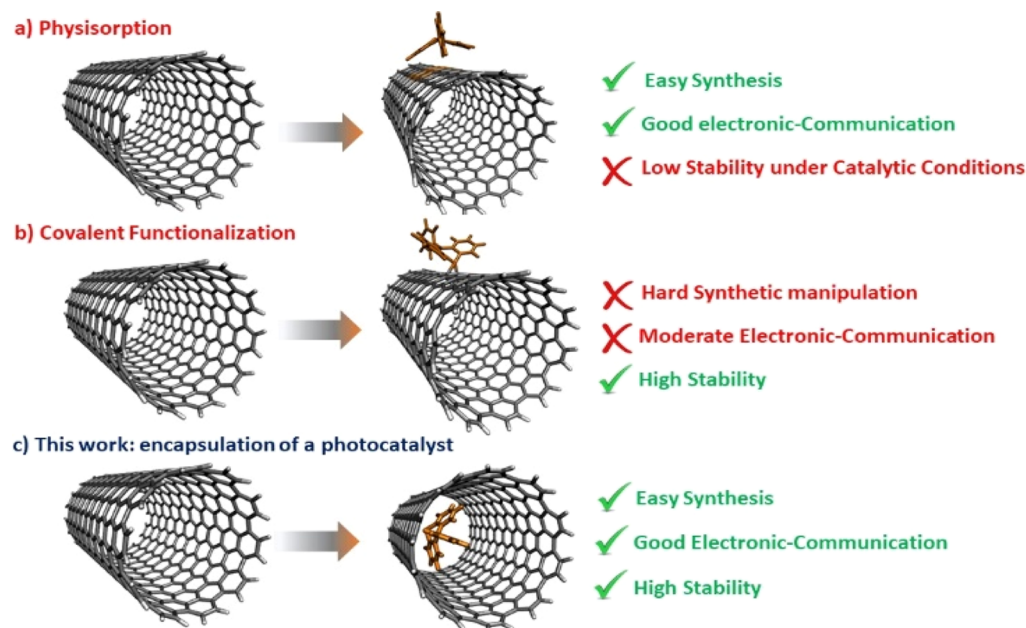 a) Physisorption
Easy Synthesis
Good electronic-Communication
Low Stability under Catalytic Conditions
b) Covalent Functionalization
Hard Synthetic manipulation
Moderate Electronic-Communication
High Stability
c) This work: encapsulation of a photocatalyst
Easy Synthesis
Good Electronic-Communication
High Stability